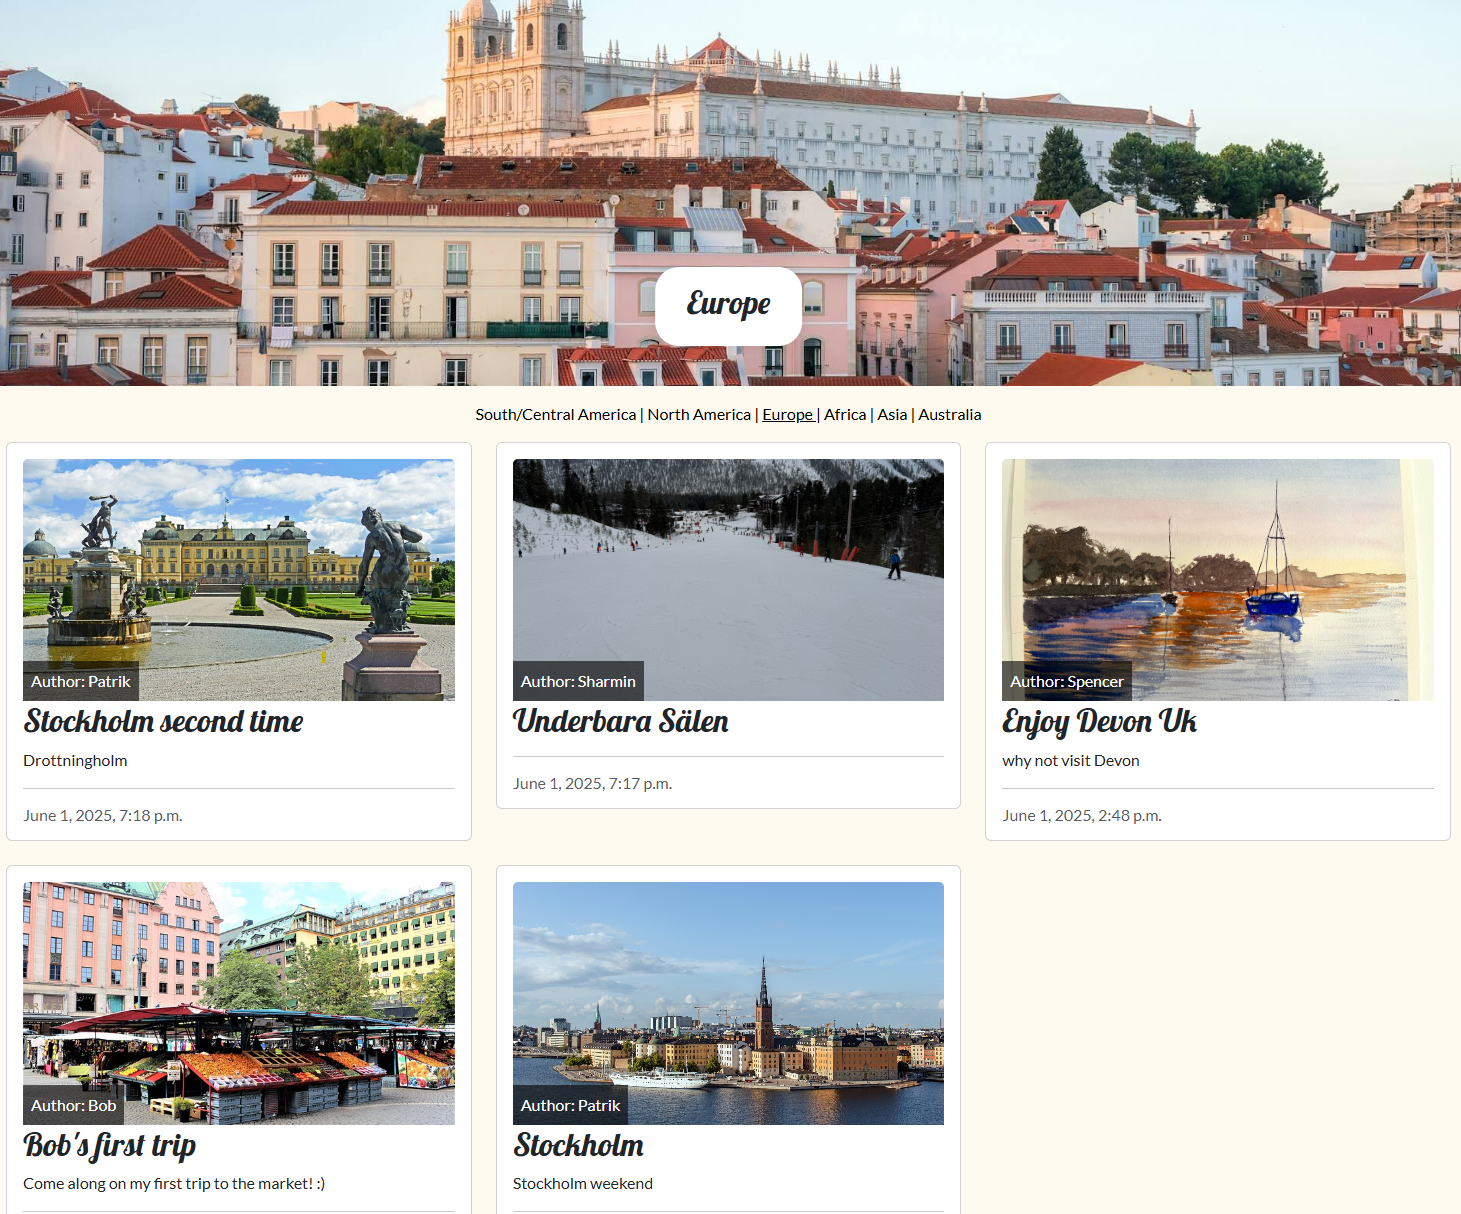 Europe
South/Central America | North America | Europe | Africa | Asia | Australia
Author: Patrik
Stockholm second time
Drottningholm
June 1, 2025, 7:18 p.m.
Author: Sharmin
Underbara Sälen
June 1, 2025, 7:17 p.m.
Author: Spencer
Enjoy Devon Uk
why not visit Devon
June 1, 2025, 2:48 p.m.
Author: Bob
Bob's first trip
Come along on my first trip to the market! :)
Author: Patrik
Stockholm
Stockholm weekend